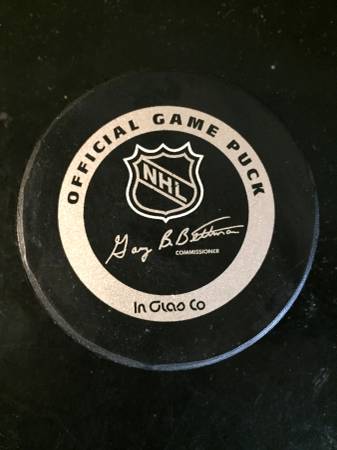 OFFICIAL GAME PUCK
NHL
Gary B. Bettman
COMMISSIONER
In Glas Co